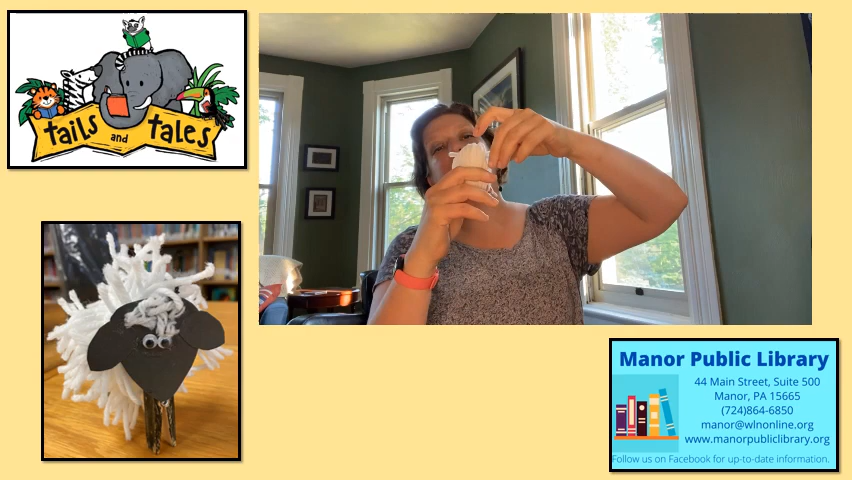 tails and tales
Manor Public Library
44 Main Street, Suite 500
Manor, PA 15665
(724)864-6850
manor@wlnonline.org
www.manorpubliclibrary.org
Follow us on Facebook for up-to-date information.